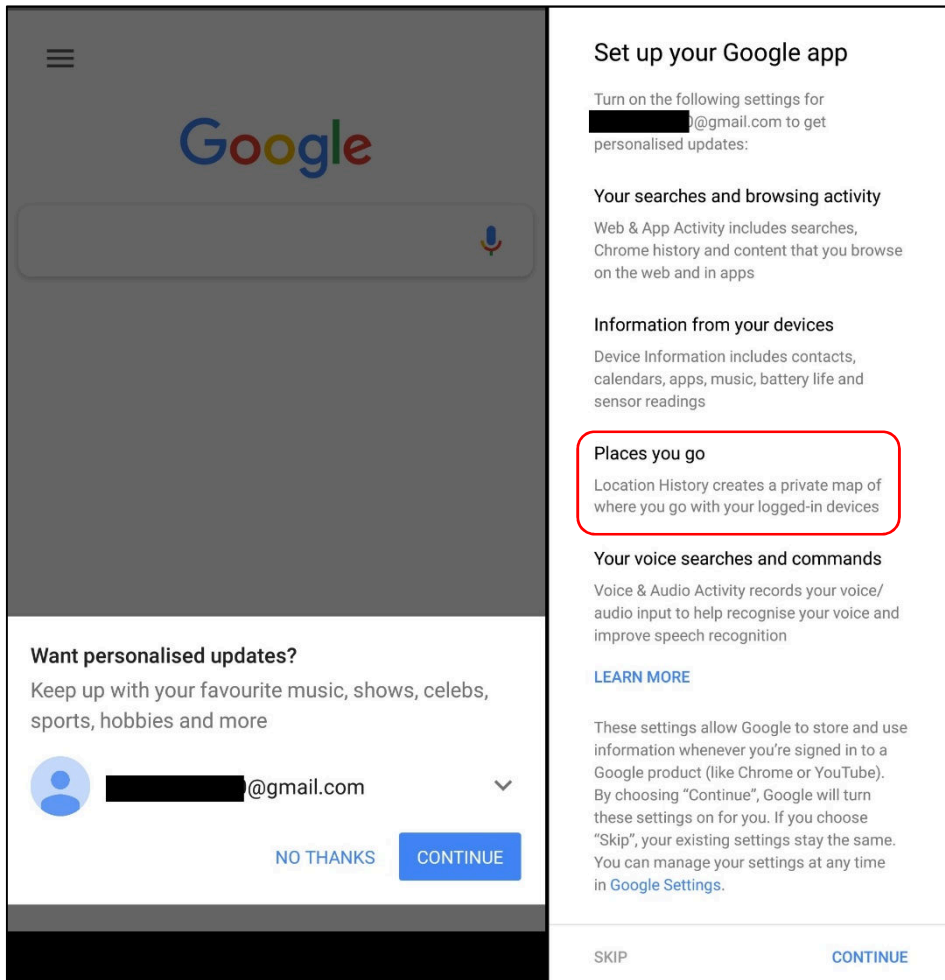 Google
Want personalised updates?
Keep up with your favourite music, shows, celebs,
sports, hobbies and more
@gmail.com
NO THANKS
CONTINUE
Set up your Google app
Turn on the following settings for
@gmail.com to get
personalised updates:
Your searches and browsing activity
Web & App Activity includes searches,
Chrome history and content that you browse
on the web and in apps
Information from your devices
Device Information includes contacts,
calendars, apps, music, battery life and
sensor readings
Places you go
Location History creates a private map of
where you go with your logged-in devices
Your voice searches and commands
Voice & Audio Activity records your voice/
audio input to help recognise your voice and
improve speech recognition
LEARN MORE
These settings allow Google to store and use
information whenever you're signed in to a
Google product (like Chrome or YouTube).
By choosing “Continue”, Google will turn
these settings on for you. If you choose
“Skip”, your existing settings stay the same.
You can manage your settings at any time
in Google Settings.
SKIP
CONTINUE